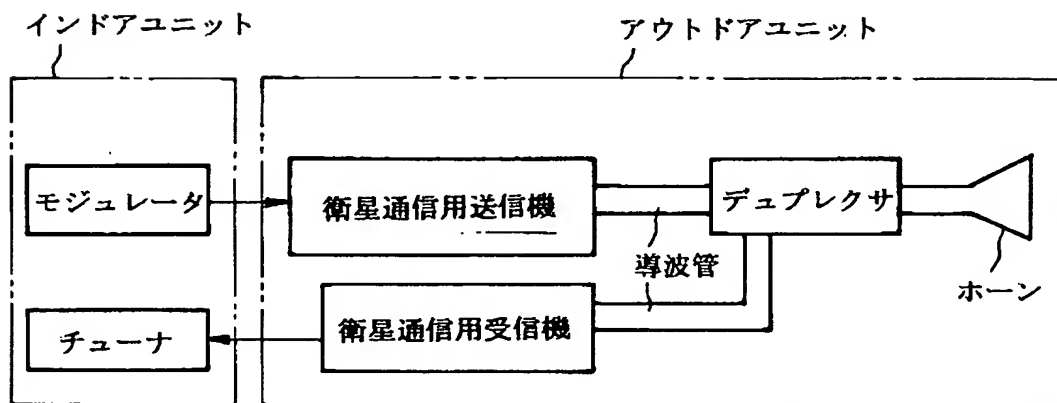 インドアユニット
アウトドアユニット
モジュレータ
衛星通信用送信機
デュプレクサ
導波管
ホーン
チューナ
衛星通信用受信機